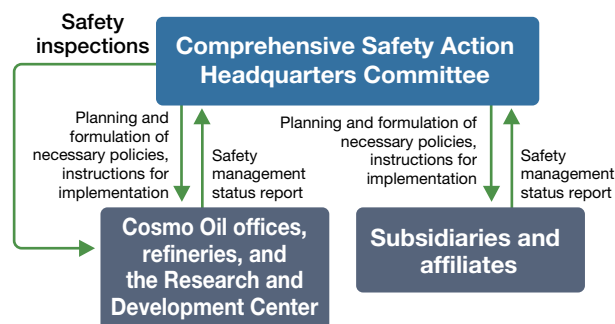 Safety
inspections
Comprehensive Safety Action
Headquarters Committee
Planning and
formulation of
necessary policies,
instructions for
implementation
Safety
management
status report
Planning and formulation of
necessary policies,
instructions for
implementation
Safety
management
status report
Cosmo Oil offices,
refineries, and
the Research and
Development Center
Subsidiaries and
affiliates